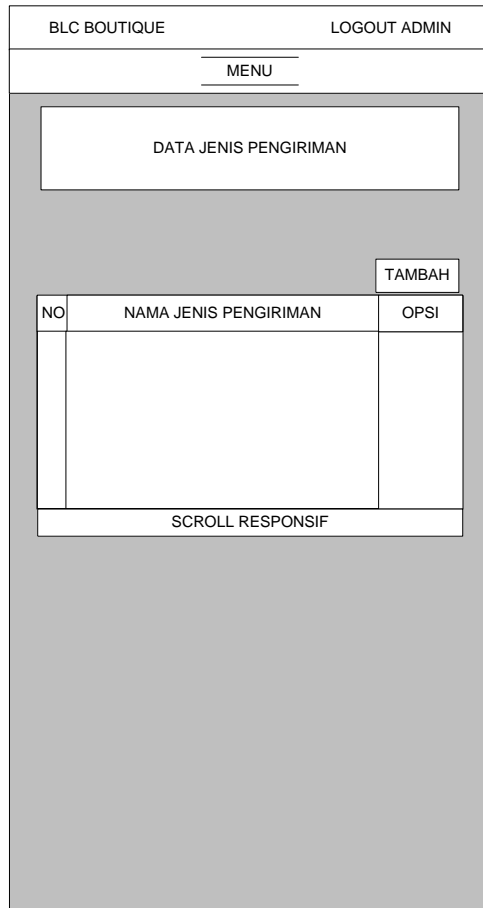 BLC BOUTIQUE LOGOUT ADMIN
MENU
DATA JENIS PENGIRIMAN
TAMBAH
NO NAMA JENIS PENGIRIMAN OPSI
SCROLL RESPONSIF